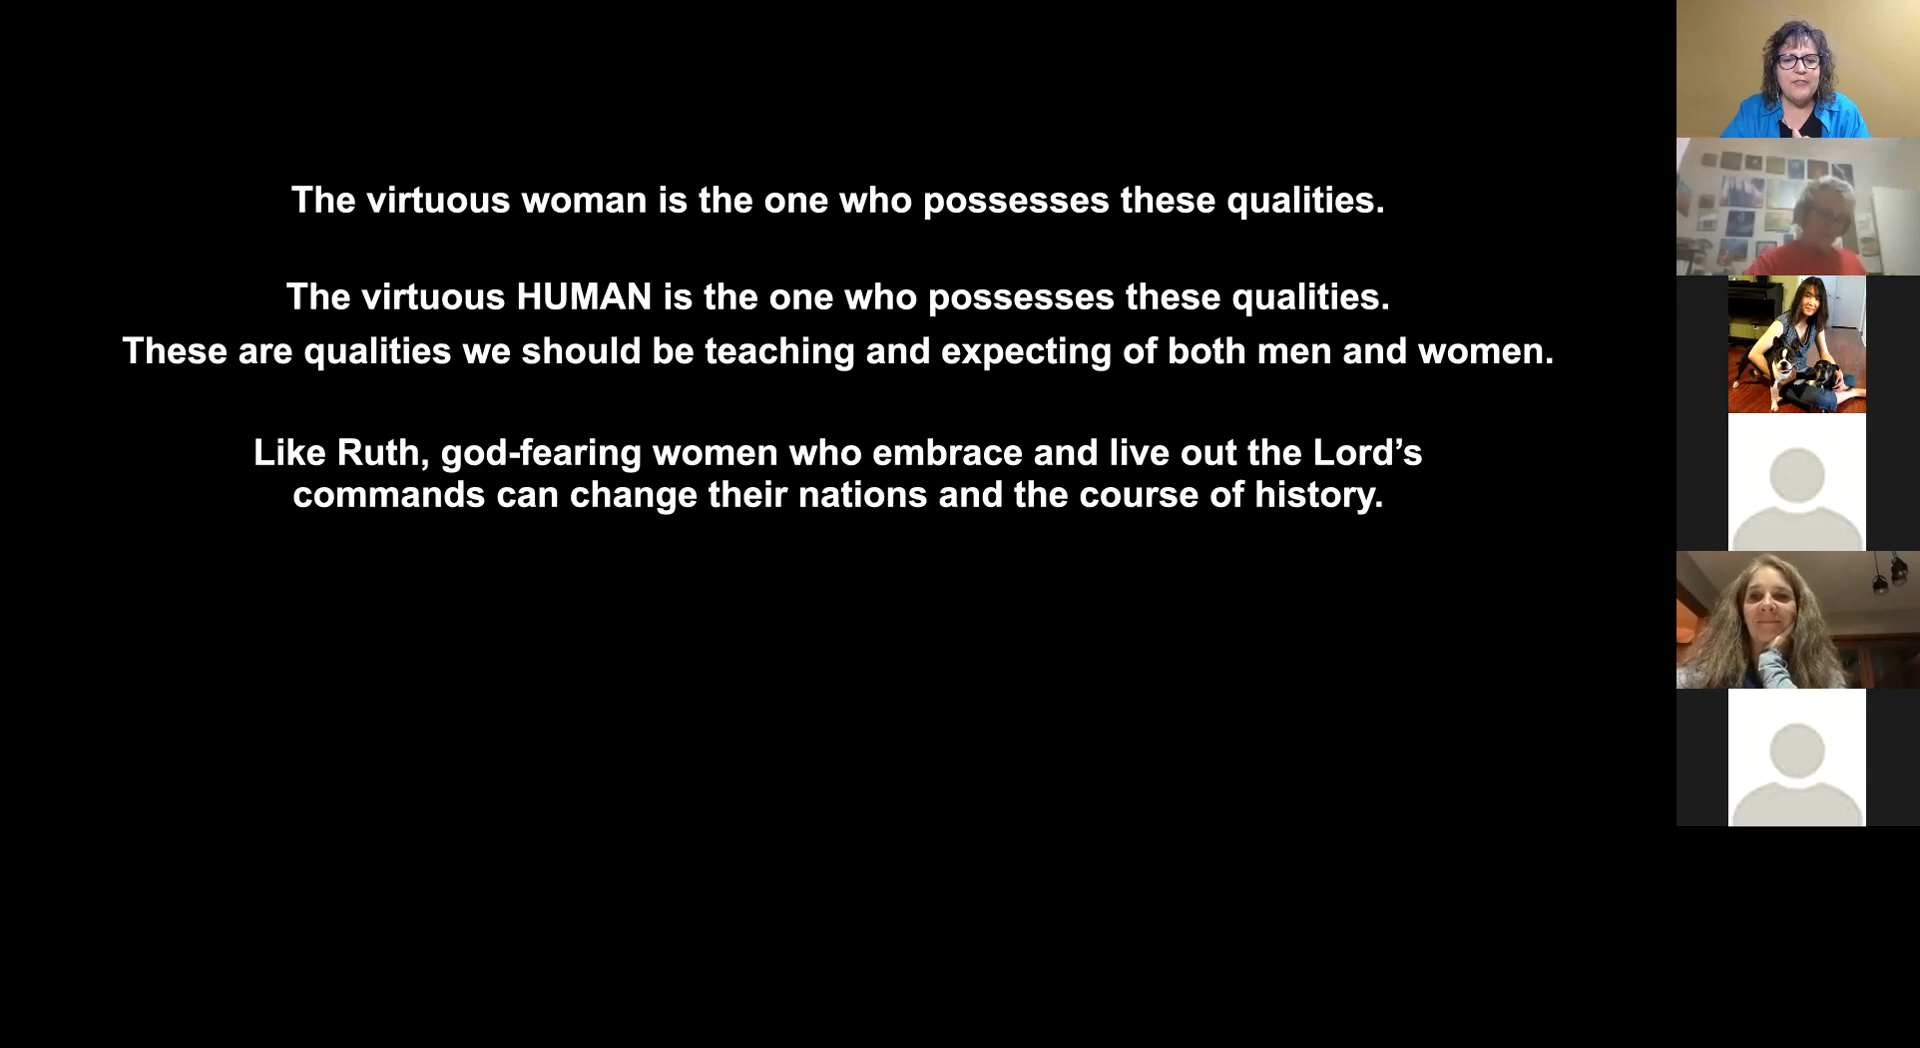 The virtuous woman is the one who possesses these qualities.
The virtuous HUMAN is the one who possesses these qualities.
These are qualities we should be teaching and expecting of both men and women.
Like Ruth, god-fearing women who embrace and live out the Lord’s
commands can change their nations and the course of history.